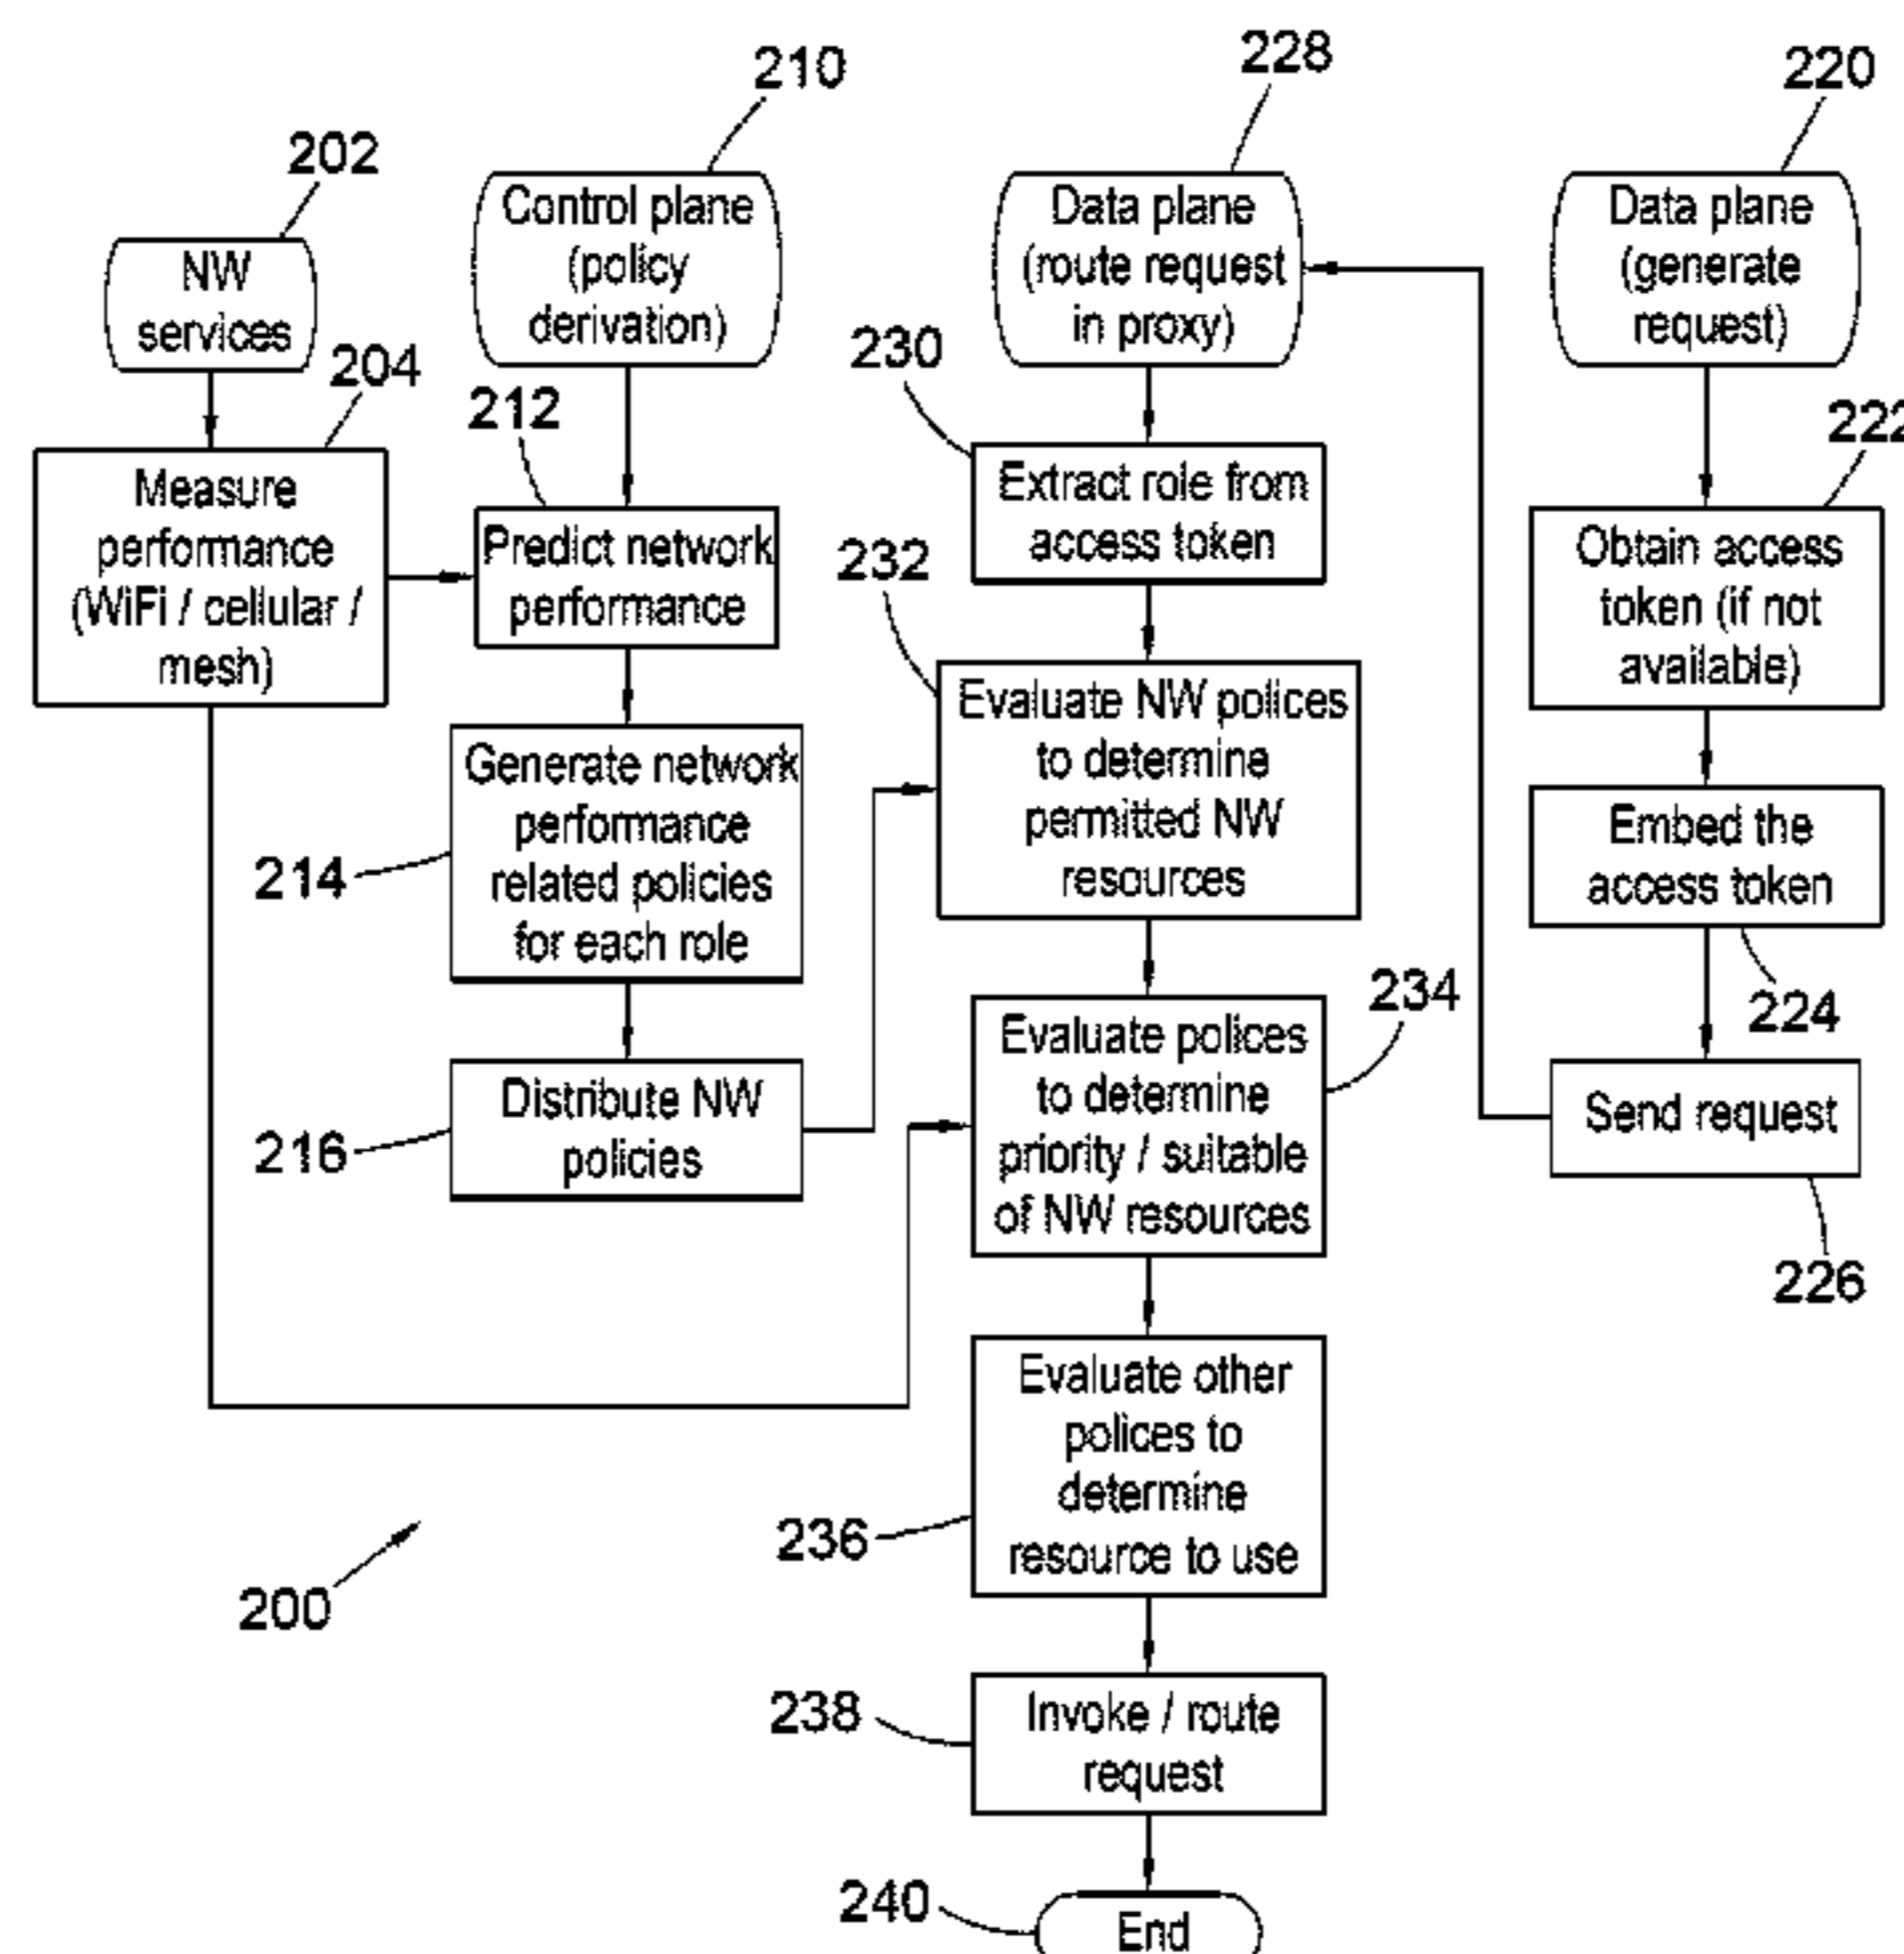 210
228
220
202
NW
services
Control plane
(policy
derivation)
Data plane
(route request
in proxy)
Data plane
(generate
request)
204
212
230
222
Measure
performance
(WiFi / cellular /
mesh)
Predict network
performance
Extract role from
access token
232
Obtain access
token (if not
available)
Generate network
performance
related policies
for each role
214
Evaluate NW polices
to determine
permitted NW
resources
Embed the
access token
224
Distribute NW
policies
216
Evaluate polices
to determine
priority / suitable
of NW resources
234
Send request
226
Evaluate other
polices to
determine
resource to use
236
200
Invoke / route
request
238
240
End